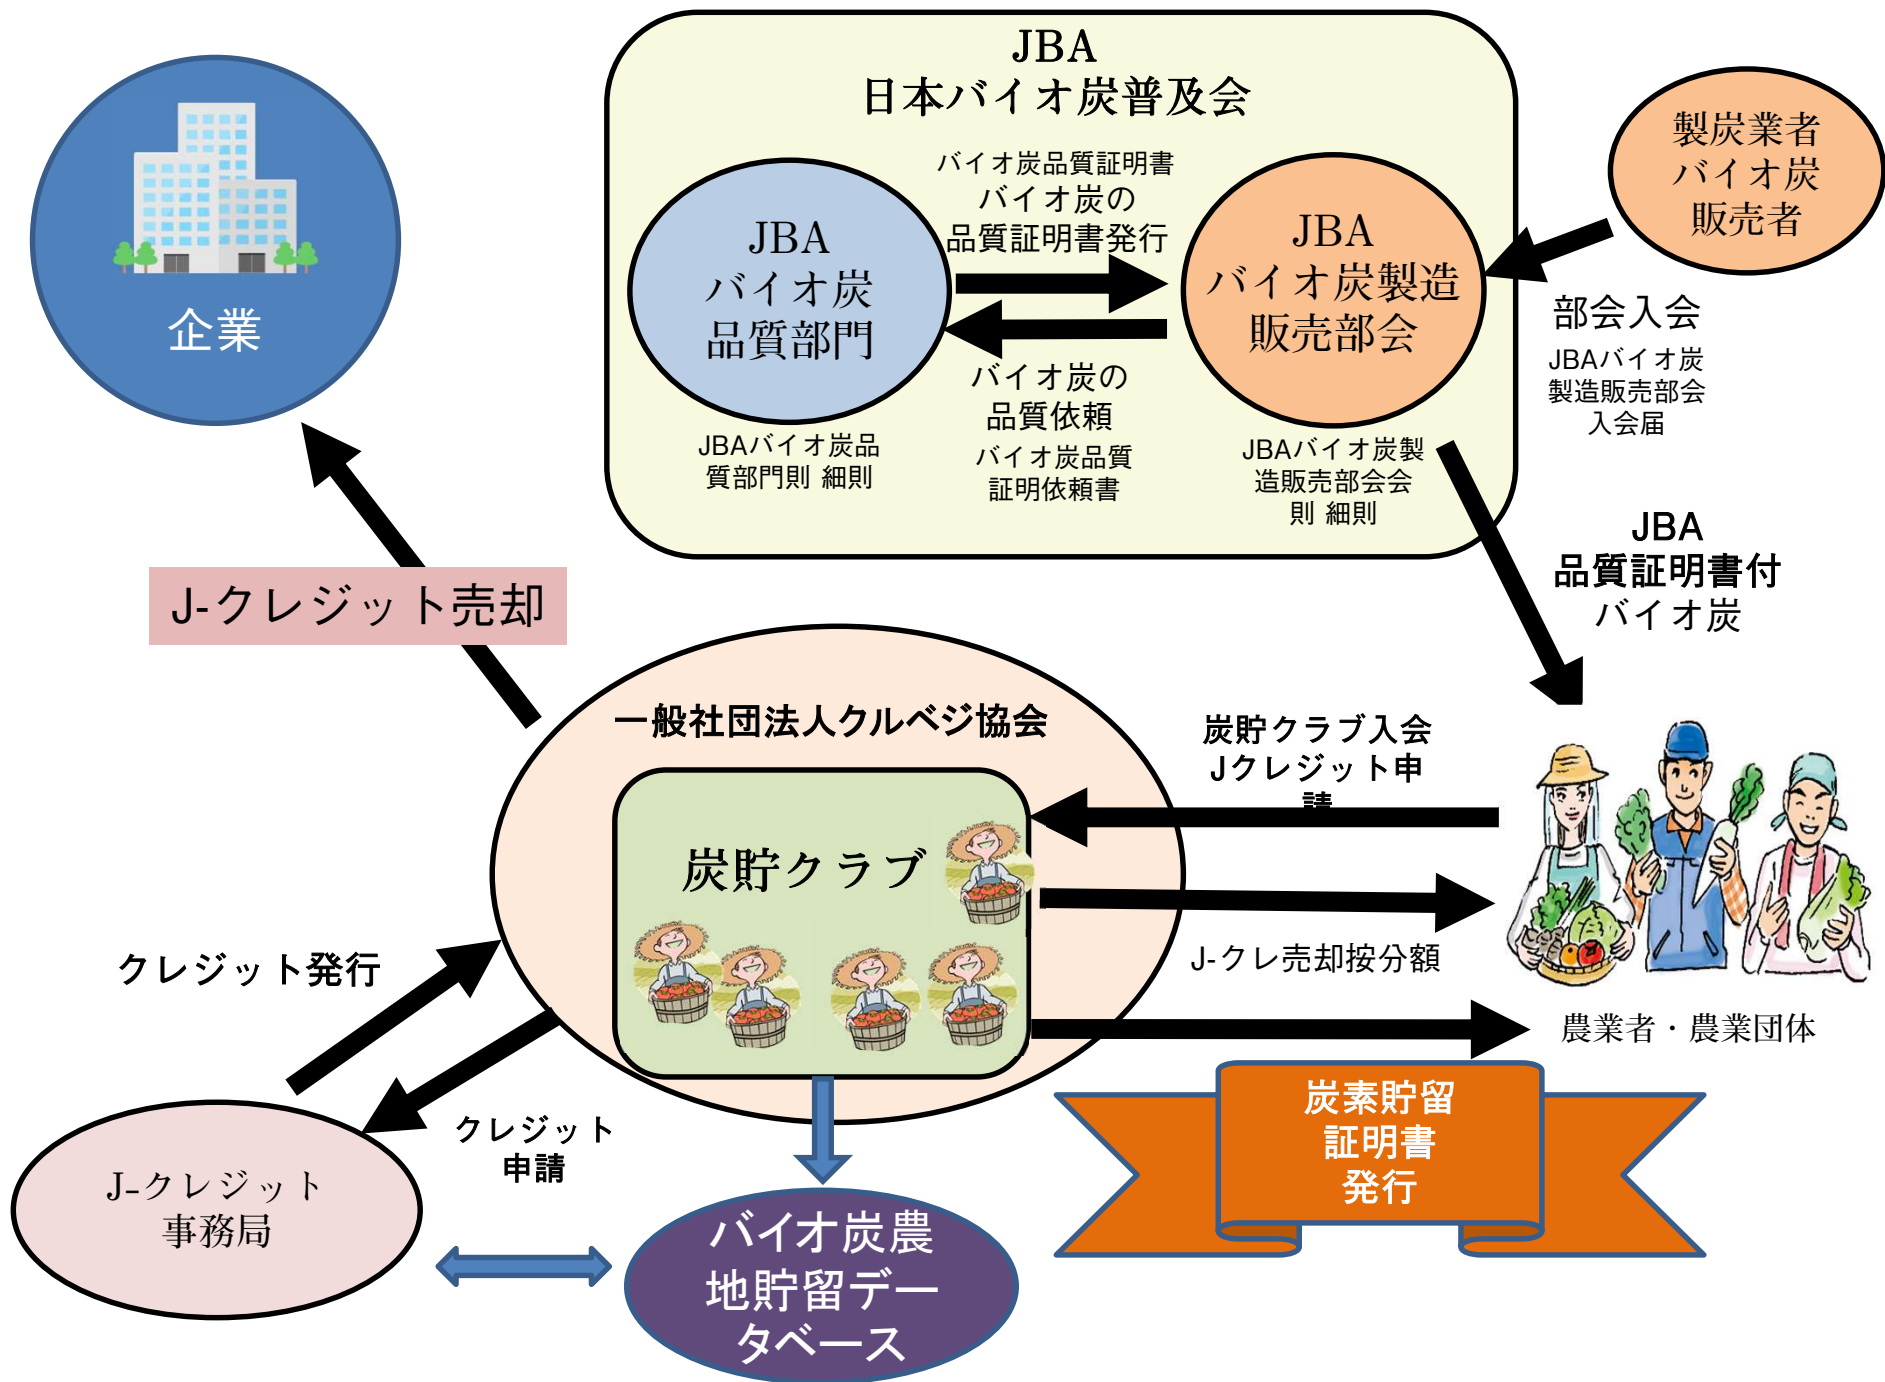 JBA
日本バイオ炭普及会
企業
バイオ炭品質証明書
バイオ炭の
品質証明書発行
JBA
バイオ炭
品質部門
JBA
バイオ炭製造
販売部会
製炭業者
バイオ炭
販売者
バイオ炭の
品質依頼
バイオ炭品質
証明依頼書
JBAバイオ炭品
質部門則 細則
JBAバイオ炭製
造販売部会会
則 細則
部会入会
JBAバイオ炭
製造販売部会
入会届
JBA
品質証明書付
バイオ炭
J-クレジット売却
一般社団法人クルベジ協会
炭貯クラブ
炭貯クラブ入会
Jクレジット申
請
J-クレ売却按分額
農業者・農業団体
クレジット発行
クレジット
申請
J-クレジット
事務局
バイオ炭農
地貯留デー
タベース
炭素貯留
証明書
発行